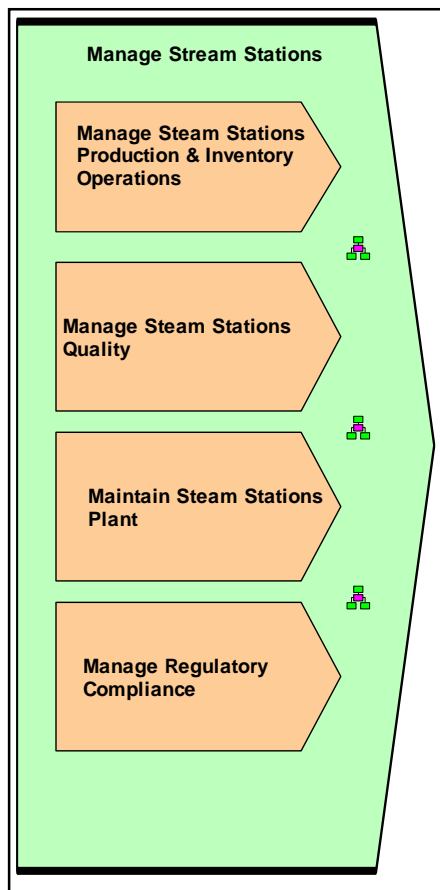 Manage Stream Stations
Manage Steam Stations
Production & Inventory
Operations
Manage Steam Stations
Quality
Maintain Steam Stations
Plant
Manage Regulatory
Compliance